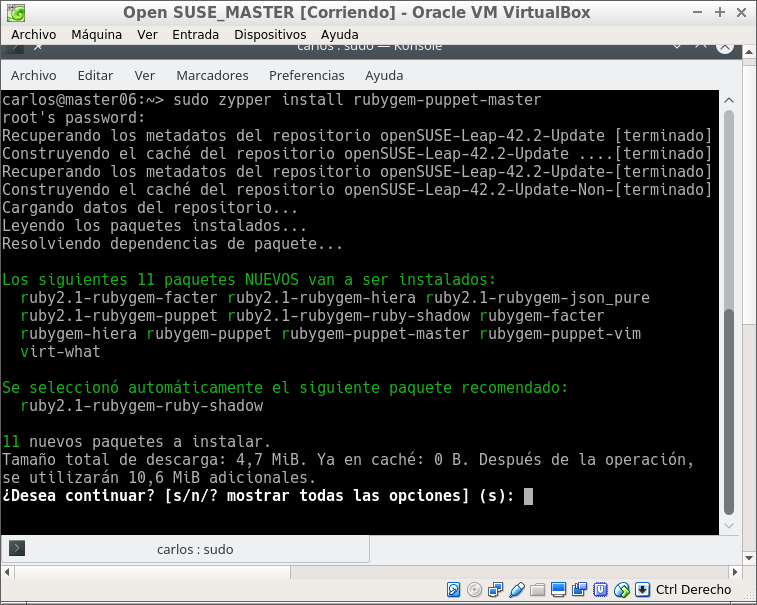 Open SUSE_MASTER [Corriendo] - Oracle VM VirtualBox
Archivo Máquina Ver Entrada Dispositivos Ayuda
carlos : sudo — Konsole
Archivo Editar Ver Marcadores Preferencias Ayuda
carlos@master06:~> sudo zypper install rubygem-puppet-master
root's password:
Recuperando los metadatos del repositorio openSUSE-Leap-42.2-Update [terminado]
Construyendo el caché del repositorio openSUSE-Leap-42.2-Update ....[terminado]
Recuperando los metadatos del repositorio openSUSE-Leap-42.2-Update-[terminado]
Construyendo el caché del repositorio openSUSE-Leap-42.2-Update-Non-[terminado]
Cargando datos del repositorio...
Leyendo los paquetes instalados...
Resolviendo dependencias de paquete...
Los siguientes 11 paquetes NUEVOS van a ser instalados:
ruby2.1-rubygem-facter ruby2.1-rubygem-hiera ruby2.1-rubygem-json_pure
ruby2.1-rubygem-puppet ruby2.1-rubygem-ruby-shadow rubygem-facter
rubygem-hiera rubygem-puppet rubygem-puppet-master rubygem-puppet-vim
virt-what
Se seleccionó automáticamente el siguiente paquete recomendado:
ruby2.1-rubygem-ruby-shadow
11 nuevos paquetes a instalar.
Tamaño total de descarga: 4,7 MiB. Ya en caché: 0 B. Después de la operación,
se utilizarán 10,6 MiB adicionales.
¿Desea continuar? [s/n/? mostrar todas las opciones] (s):
carlos : sudo
Ctrl Derecho